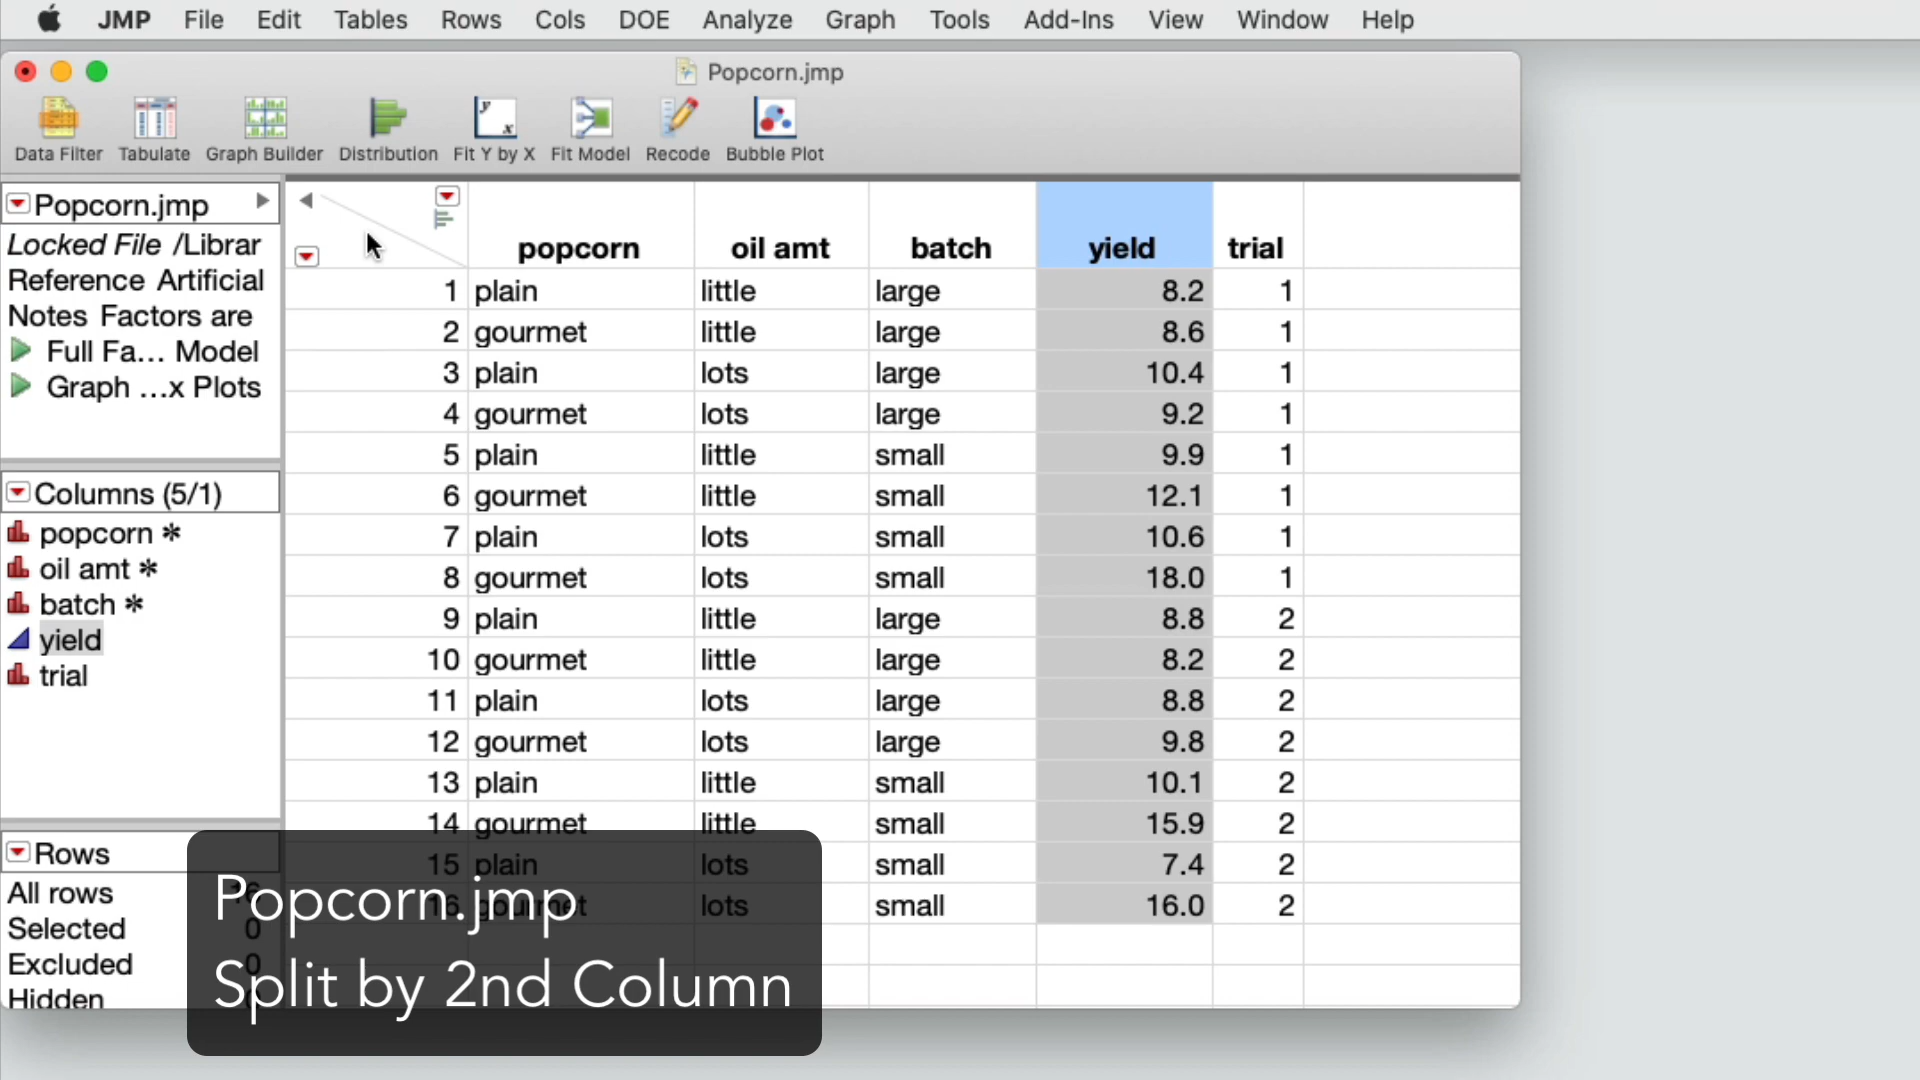 JMP File Edit Tables Rows Cols DOE Analyze Graph Tools Add-Ins View Window Help
Popcorn.jmp
Data Filter Tabulate Graph Builder Distribution Fit Y by X Fit Model Recode Bubble Plot
Popcorn.jmp
Locked File /Librar
Reference Artificial
Notes Factors are
Full Fa... Model
Graph ...x Plots
Columns (5/1)
popcorn *
oil amt *
batch *
yield
trial
Rows
All rows 16
Selected 0
Excluded 0
Hidden
popcorn oil amt batch yield trial
1 plain little large 8.2 1
2 gourmet little large 8.6 1
3 plain lots large 10.4 1
4 gourmet lots large 9.2 1
5 plain little small 9.9 1
6 gourmet little small 12.1 1
7 plain lots small 10.6 1
8 gourmet lots small 18.0 1
9 plain little large 8.8 2
10 gourmet little large 8.2 2
11 plain lots large 8.8 2
12 gourmet lots large 9.8 2
13 plain little small 10.1 2
14 gourmet little small 15.9 2
15 plain lots small 7.4 2
16 gourmet lots small 16.0 2
Popcorn.jmp
Split by 2nd Column